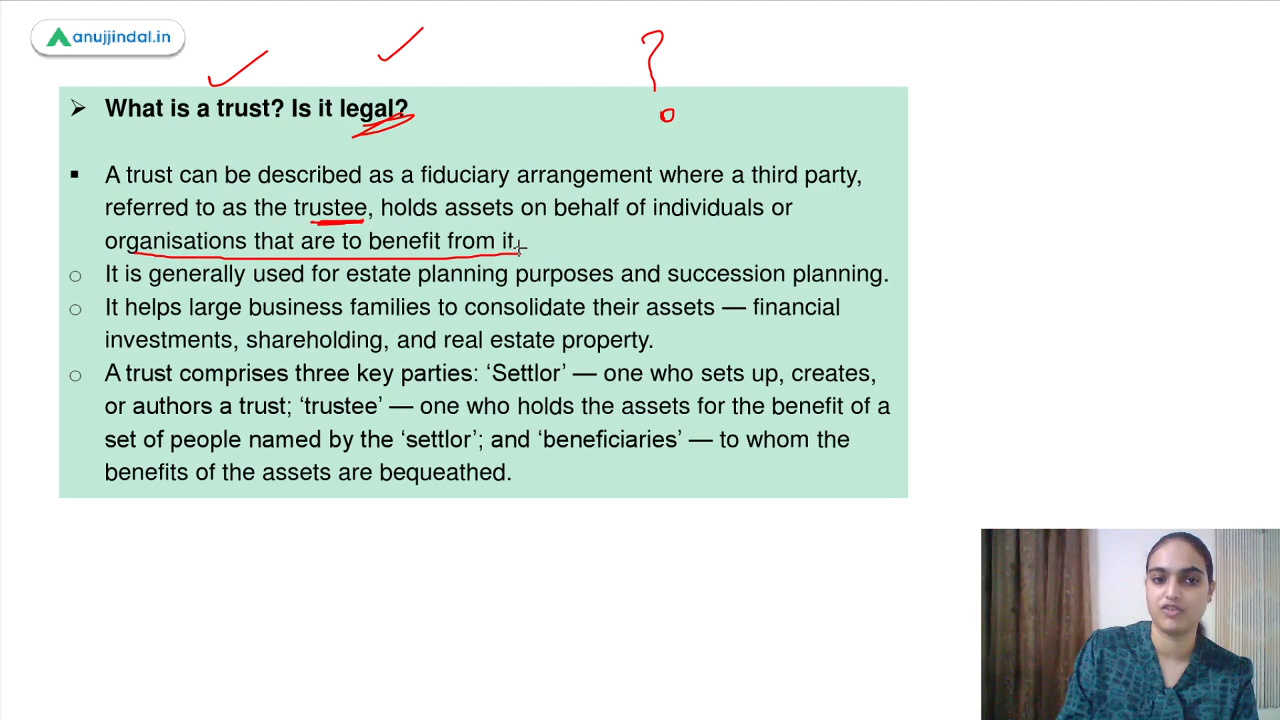 anujjindal.in
?
➢ What is a trust? Is it legal?
▪ A trust can be described as a fiduciary arrangement where a third party,
referred to as the trustee, holds assets on behalf of individuals or
organisations that are to benefit from it.
○ It is generally used for estate planning purposes and succession planning.
○ It helps large business families to consolidate their assets — financial
investments, shareholding, and real estate property.
○ A trust comprises three key parties: ‘Settlor’ — one who sets up, creates,
or authors a trust; ‘trustee’ — one who holds the assets for the benefit of a
set of people named by the ‘settlor’; and ‘beneficiaries’ — to whom the
benefits of the assets are bequeathed.